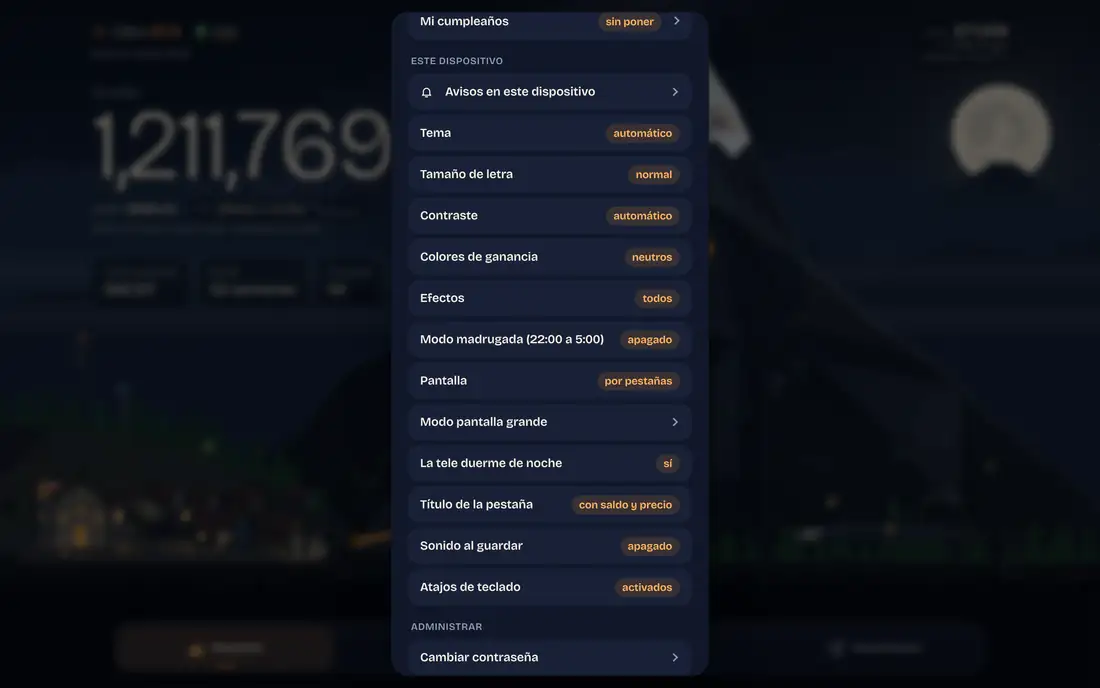 Mi cumpleaños
sin poner
ESTE DISPOSITIVO
Avisos en este dispositivo
Tema
automático
Tamaño de letra
normal
Contraste
automático
Colores de ganancia
neutros
Efectos
todos
Modo madrugada (22:00 a 5:00)
apagado
Pantalla
por pestañas
Modo pantalla grande
La tele duerme de noche
sí
Título de la pestaña
con saldo y precio
Sonido al guardar
apagado
Atajos de teclado
activados
ADMINISTRAR
Cambiar contraseña
1,211,769